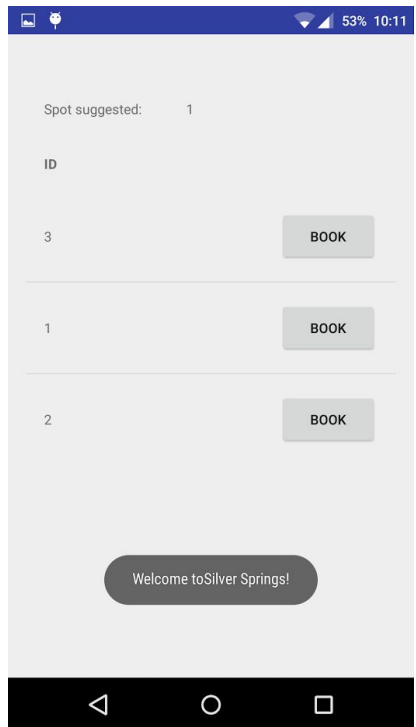 53% 10:11
Spot suggested: 1
ID
3 BOOK
1 BOOK
2 BOOK
Welcome toSilver Springs!